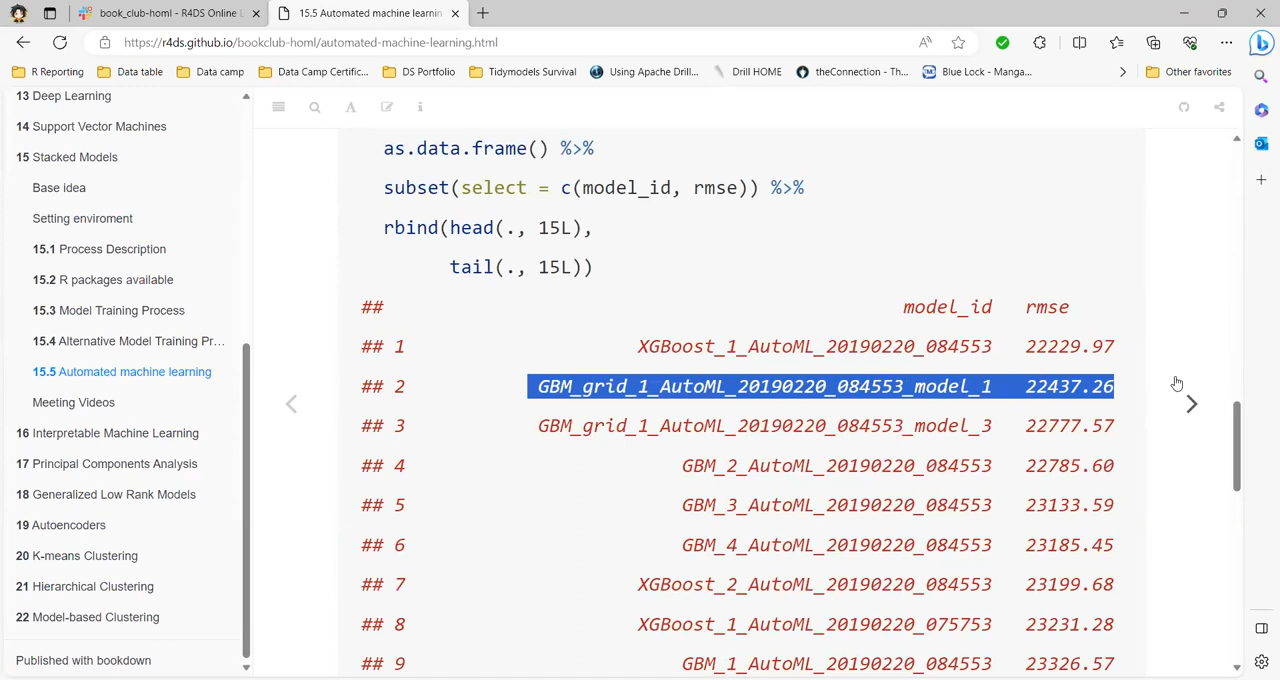 book_club-homl - R4DS Online L
15.5 Automated machine learnin
https://r4ds.github.io/bookclub-homl/automated-machine-learning.html
R Reporting
Data table
Data camp
Data Camp Certific...
DS Portfolio
Tidymodels Survival
Using Apache Drill...
Drill HOME
theConnection - Th...
Blue Lock - Manga...
Other favorites
13 Deep Learning
14 Support Vector Machines
15 Stacked Models
Base idea
Setting enviroment
15.1 Process Description
15.2 R packages available
15.3 Model Training Process
15.4 Alternative Model Training Pr...
15.5 Automated machine learning
Meeting Videos
16 Interpretable Machine Learning
17 Principal Components Analysis
18 Generalized Low Rank Models
19 Autoencoders
20 K-means Clustering
21 Hierarchical Clustering
22 Model-based Clustering
Published with bookdown
as.data.frame() %>%
subset(select = c(model_id, rmse)) %>%
rbind(head(., 15L),
tail(., 15L))
## model_id rmse
## 1 XGBoost_1_AutoML_20190220_084553 22229.97
## 2 GBM_grid_1_AutoML_20190220_084553_model_1 22437.26
## 3 GBM_grid_1_AutoML_20190220_084553_model_3 22777.57
## 4 GBM_2_AutoML_20190220_084553 22785.60
## 5 GBM_3_AutoML_20190220_084553 23133.59
## 6 GBM_4_AutoML_20190220_084553 23185.45
## 7 XGBoost_2_AutoML_20190220_084553 23199.68
## 8 XGBoost_1_AutoML_20190220_075753 23231.28
## 9 GBM_1_AutoML_20190220_084553 23326.57